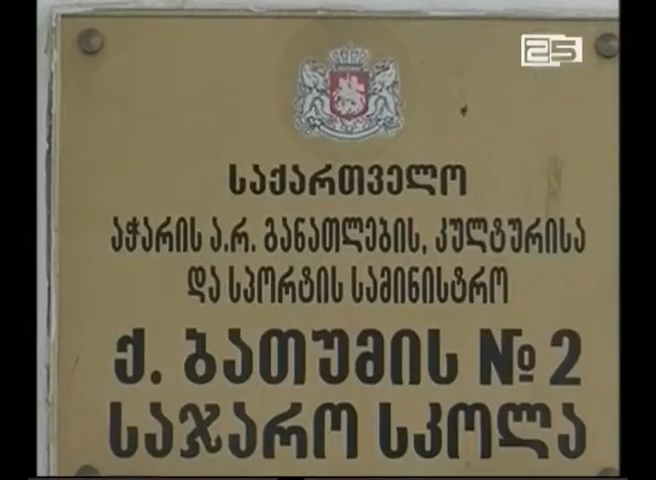 25
საქართველო
აჭარის ა.რ. განათლების, კულტურისა
და სპორტის სამინისტრო
ქ. ბათუმის № 2
საჯარო სკოლა